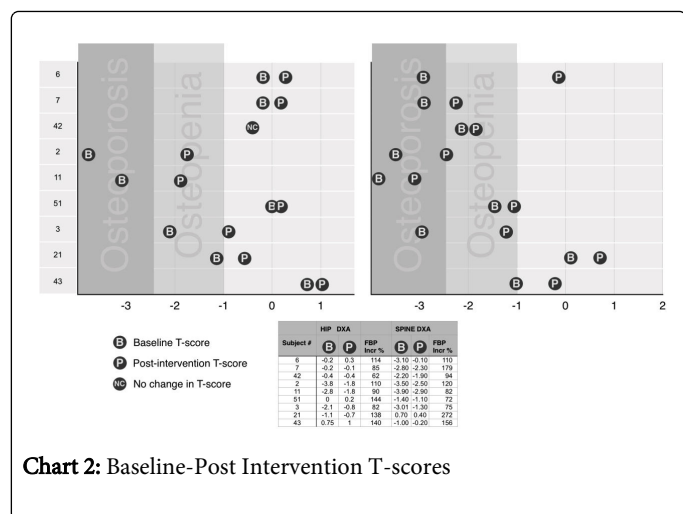 Osteoporosis
Osteopenia
Osteoporosis
Osteopenia
6 B P B P
7 B P B P
42 NC B P
2 B P B P
11 B P B P
51 B P B P
3 B P B P
21 B P B P
43 B P B P
-3 -2 -1 0 1 -3 -2 -1 0 1 2
B Baseline T-score
P Post-intervention T-score
NC No change in T-score
HIP DXA SPINE DXA
Subject # B P FBP Incr % B P FBP Incr %
6 -0.2 0.3 114 -3.10 -0.10 110
7 -0.2 -0.1 85 -2.80 -2.30 179
42 -0.4 -0.4 62 -2.20 -1.90 94
2 -3.8 -1.8 110 -3.50 -2.50 120
11 -2.8 -1.8 90 -3.90 -2.90 82
51 0 0.2 144 -1.40 -1.10 72
3 -2.1 -0.8 82 -3.01 -1.30 75
21 -1.1 -0.7 138 0.70 0.40 272
43 0.75 1 140 -1.00 -0.20 156
Chart 2: Baseline-Post Intervention T-scores